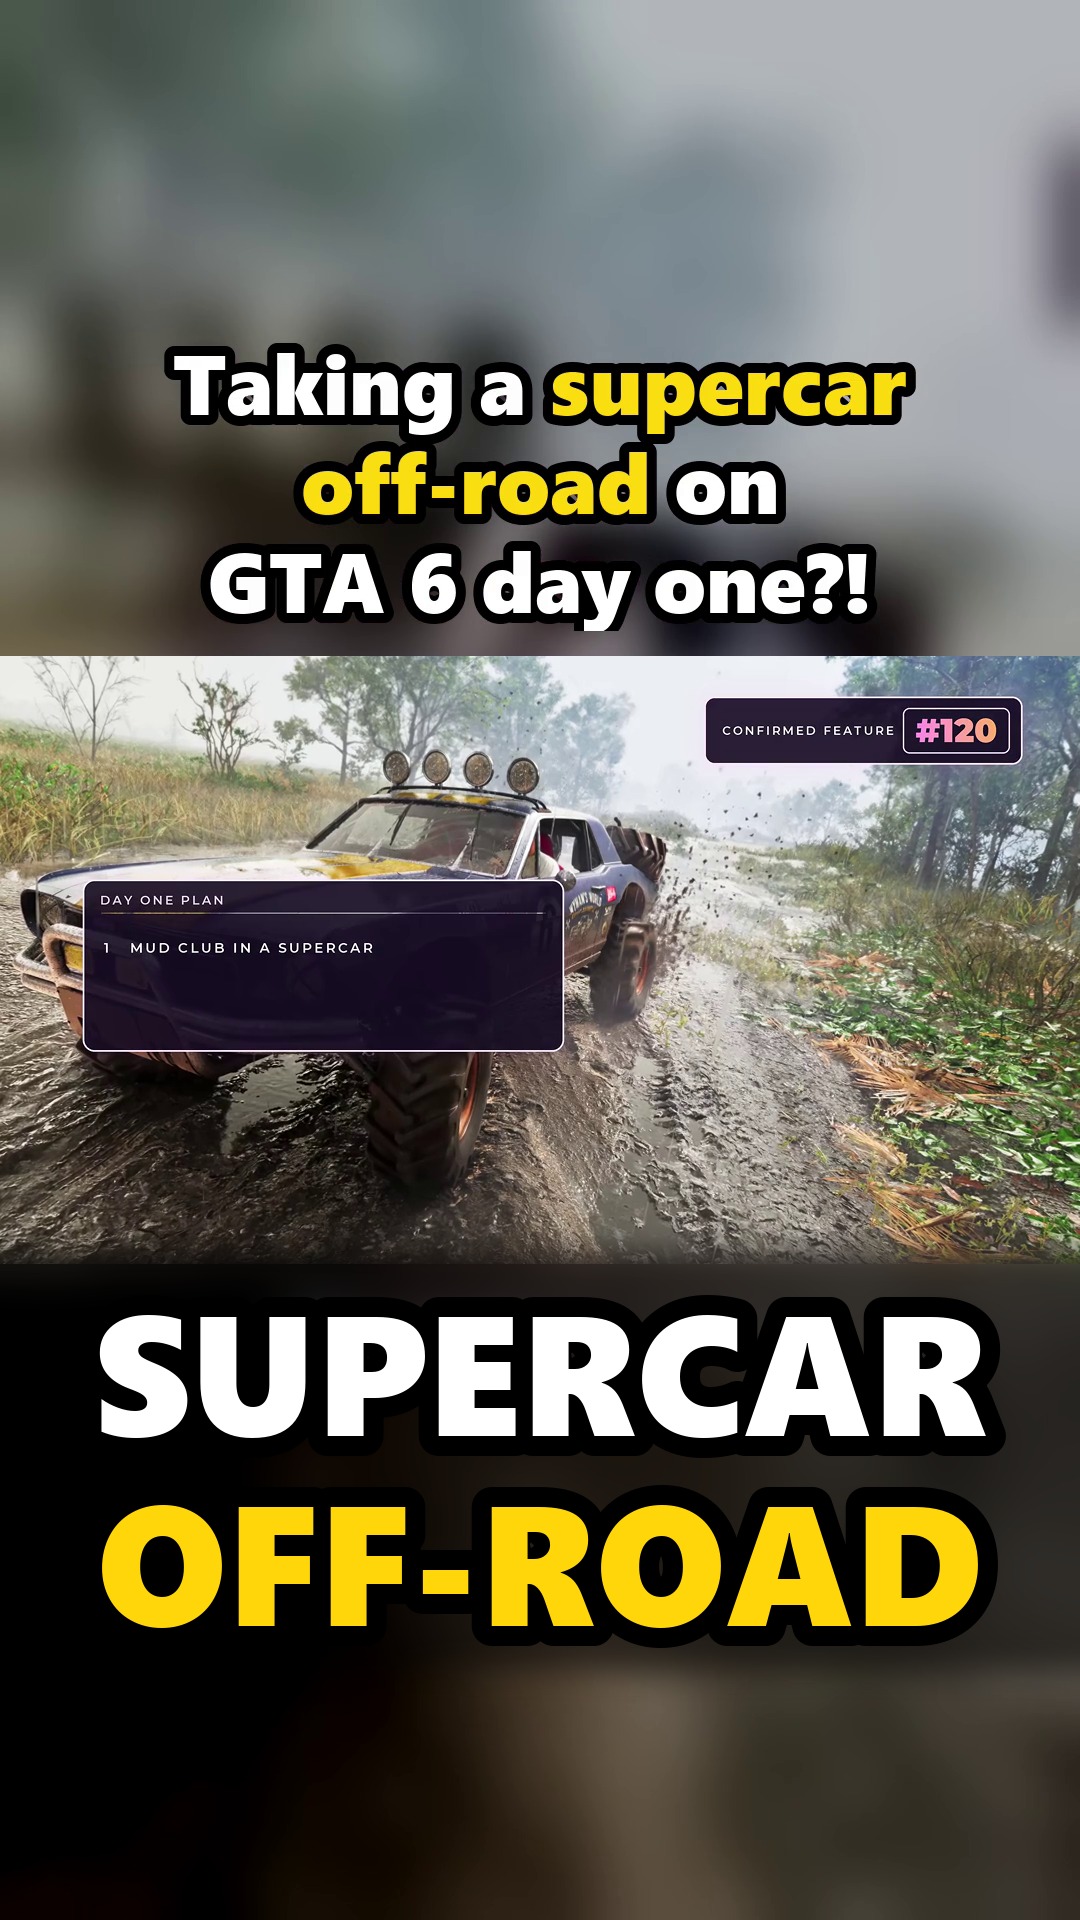 Taking a supercar
off-road on
GTA 6 day one?!
CONFIRMED FEATURE #120
DAY ONE PLAN
1 MUD CLUB IN A SUPERCAR
SUPERCAR
OFF-ROAD